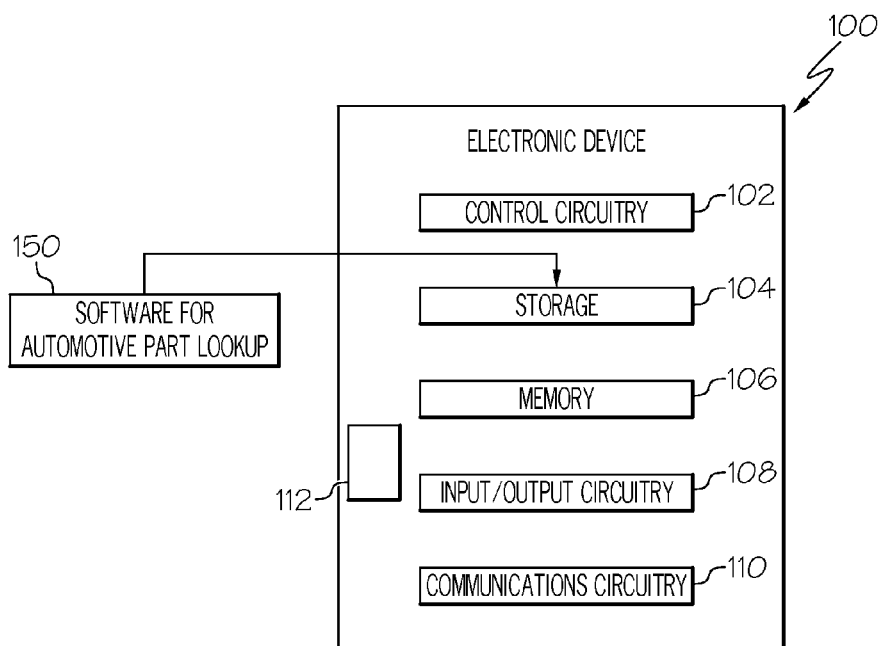 100
ELECTRONIC DEVICE
CONTROL CIRCUITRY
102
150
SOFTWARE FOR
AUTOMOTIVE PART LOOKUP
STORAGE
104
MEMORY
106
112
INPUT/OUTPUT CIRCUITRY
108
COMMUNICATIONS CIRCUITRY
110